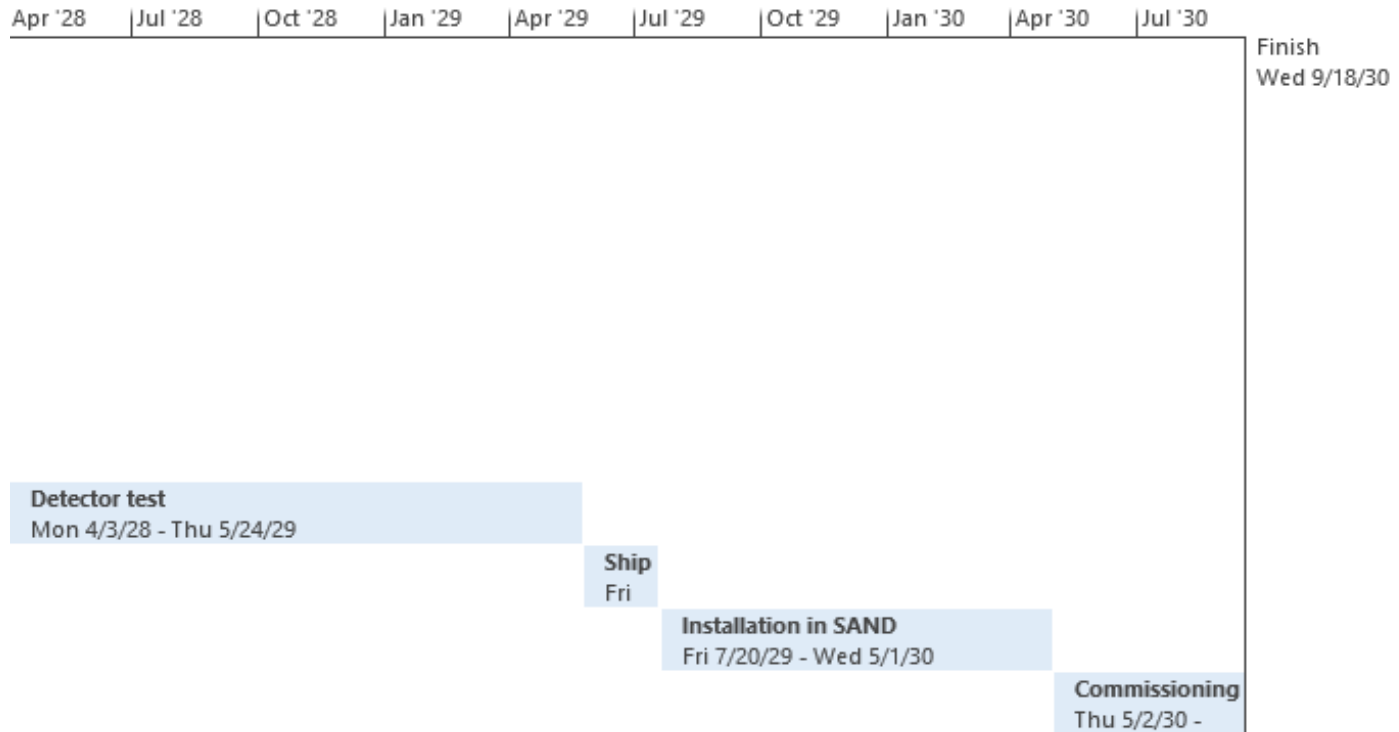 Apr '28 Jul '28 Oct '28 Jan '29 Apr '29 Jul '29 Oct '29 Jan '30 Apr '30 Jul '30
Finish
Wed 9/18/30
Detector test
Mon 4/3/28 - Thu 5/24/29
Ship
Fri
Installation in SAND
Fri 7/20/29 - Wed 5/1/30
Commissioning
Thu 5/2/30 -